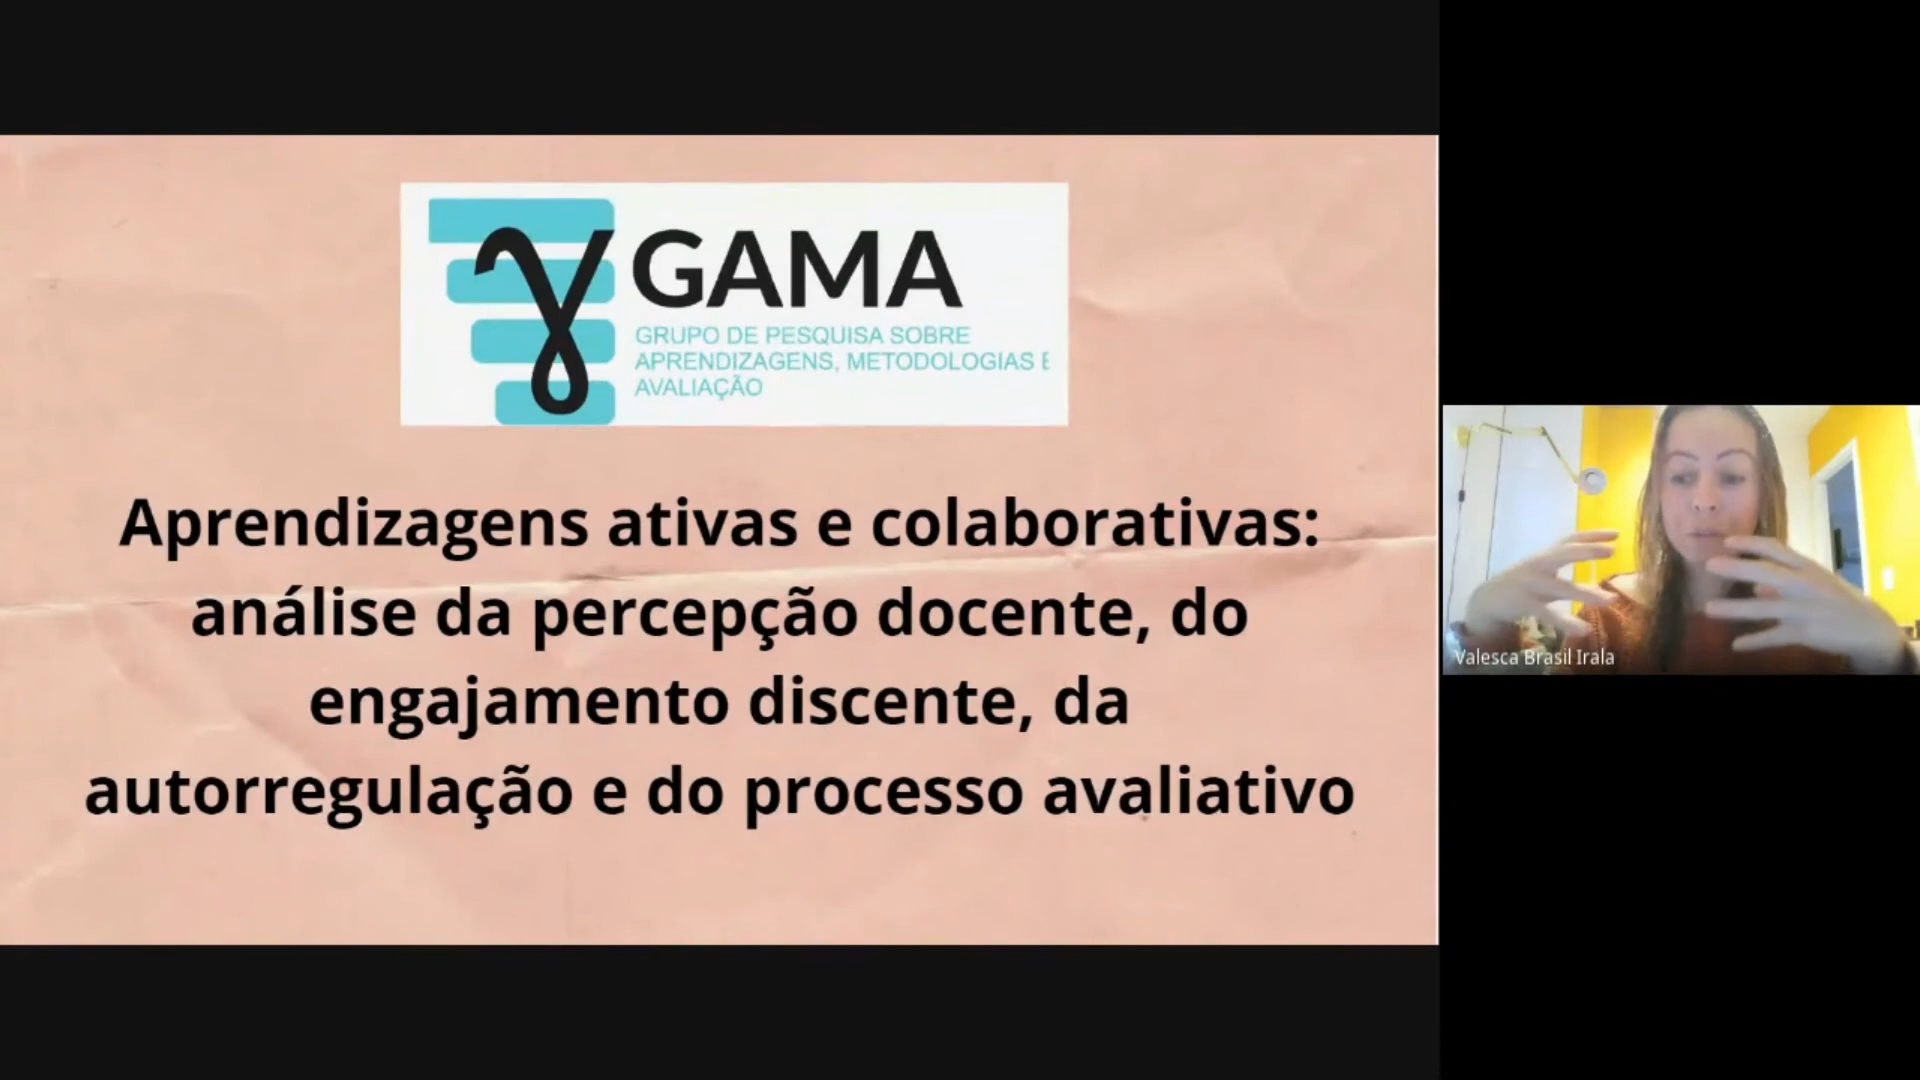 GAMA
GRUPO DE PESQUISA SOBRE
APRENDIZAGENS, METODOLOGIAS E
AVALIAÇÃO
Aprendizagens ativas e colaborativas:
análise da percepção docente, do
engajamento discente, da
autorregulação e do processo avaliativo
Valesca Brasil Irala